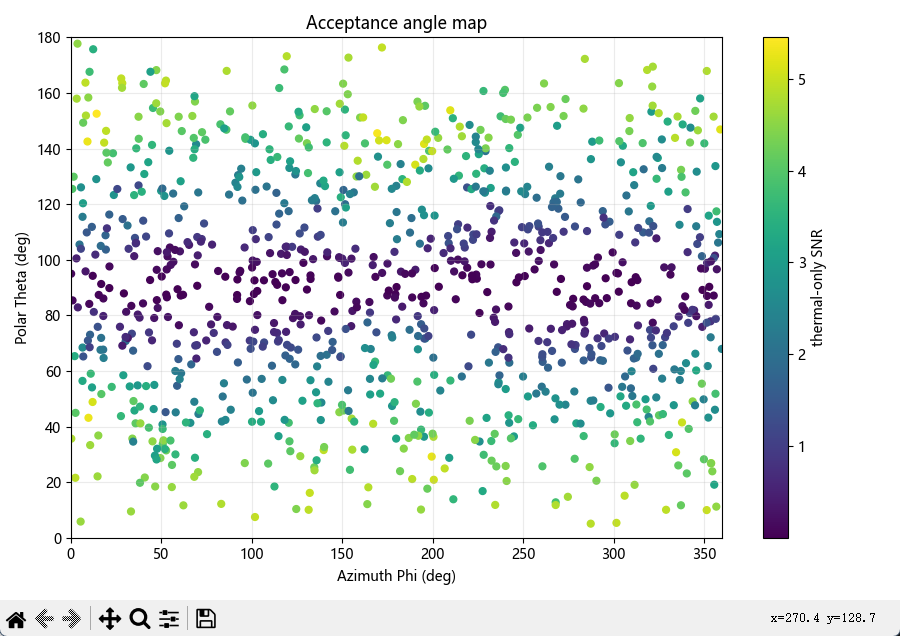 Acceptance angle map
180
160
140
120
100
80
60
40
20
0
Polar Theta (deg)
0 50 100 150 200 250 300 350
Azimuth Phi (deg)
5
4
3
2
1
thermal-only SNR
x=270.4 y=128.7